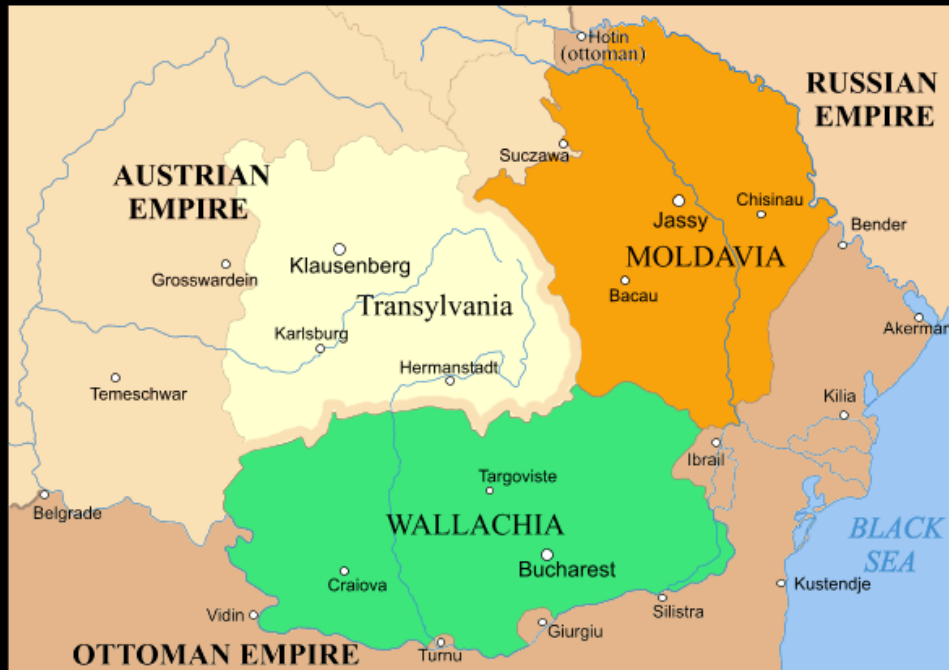 Hotin
(ottoman)
RUSSIAN
EMPIRE
Suczawa
AUSTRIAN
EMPIRE
Chisinau
Jassy
Bender
Klausenberg
MOLDAVIA
Grosswardein
Bacau
Transylvania
Akerman
Karlsburg
Hermanstadt
Temeschwar
Kilia
Ibrail
Targoviste
Belgrade
WALLACHIA
BLACK
SEA
Bucharest
Craiova
Kustendje
Vidin
Silistra
Giurgiu
OTTOMAN EMPIRE
Turnu